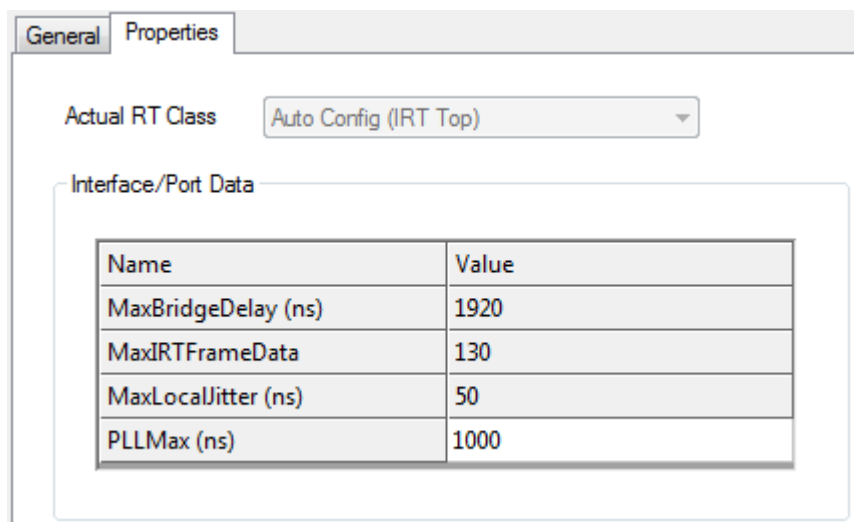 General Properties
Actual RT Class Auto Config (IRT Top)
Interface/Port Data
Name Value
MaxBridgeDelay (ns) 1920
MaxIRTFrameData 130
MaxLocalJitter (ns) 50
PLLMax (ns) 1000